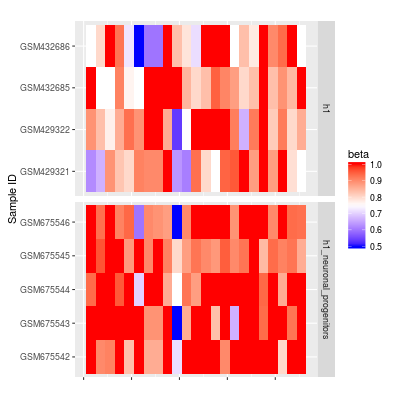 GSM432686
GSM432685
GSM429322
GSM429321
h1
GSM675546
GSM675545
GSM675544
GSM675543
GSM675542
h1_neuronal_progenitors
Sample ID
beta
1.0
0.9
0.8
0.7
0.6
0.5